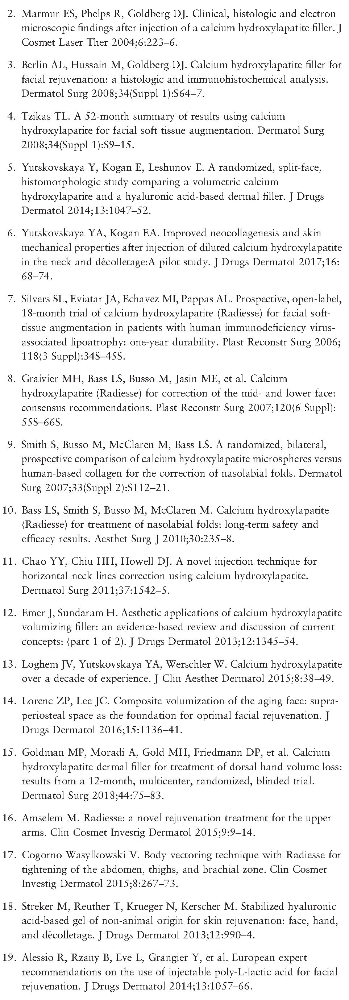 2. Marmur ES, Phelps R, Goldberg DJ. Clinical, histologic and electron
microscopic findings after injection of a calcium hydroxylapatite filler. J
Cosmet Laser Ther 2004;6:223–6.
3. Berlin AL, Hussain M, Goldberg DJ. Calcium hydroxylapatite filler for
facial rejuvenation: a histologic and immunohistochemical analysis.
Dermatol Surg 2008;34(Suppl 1):S64–7.
4. Tzikas TL. A 52-month summary of results using calcium
hydroxylapatite for facial soft tissue augmentation. Dermatol Surg
2008;34(Suppl 1):S9–15.
5. Yutskovskaya Y, Kogan E, Leshunov E. A randomized, split-face,
histomorphologic study comparing a volumetric calcium
hydroxylapatite and a hyaluronic acid-based dermal filler. J Drugs
Dermatol 2014;13:1047–52.
6. Yutskovskaya YA, Kogan EA. Improved neocollagenesis and skin
mechanical properties after injection of diluted calcium hydroxylapatite
in the neck and décolletage:A pilot study. J Drugs Dermatol 2017;16:
68–74.
7. Silvers SL, Eviatar JA, Echavez MI, Pappas AL. Prospective, open-label,
18-month trial of calcium hydroxylapatite (Radiesse) for facial soft-
tissue augmentation in patients with human immunodeficiency virus-
associated lipoatrophy: one-year durability. Plast Reconstr Surg 2006;
118(3 Suppl):34S–45S.
8. Graivier MH, Bass LS, Busso M, Jasin ME, et al. Calcium
hydroxylapatite (Radiesse) for correction of the mid- and lower face:
consensus recommendations. Plast Reconstr Surg 2007;120(6 Suppl):
55S–66S.
9. Smith S, Busso M, McClaren M, Bass LS. A randomized, bilateral,
prospective comparison of calcium hydroxylapatite microspheres versus
human-based collagen for the correction of nasolabial folds. Dermatol
Surg 2007;33(Suppl 2):S112–21.
10. Bass LS, Smith S, Busso M, McClaren M. Calcium hydroxylapatite
(Radiesse) for treatment of nasolabial folds: long-term safety and
efficacy results. Aesthet Surg J 2010;30:235–8.
11. Chao YY, Chiu HH, Howell DJ. A novel injection technique for
horizontal neck lines correction using calcium hydroxylapatite.
Dermatol Surg 2011;37:1542–5.
12. Emer J, Sundaram H. Aesthetic applications of calcium hydroxylapatite
volumizing filler: an evidence-based review and discussion of current
concepts: (part 1 of 2). J Drugs Dermatol 2013;12:1345–54.
13. Loghem JV, Yutskovskaya YA, Werschler W. Calcium hydroxylapatite
over a decade of experience. J Clin Aesthet Dermatol 2015;8:38–49.
14. Lorenc ZP, Lee JC. Composite volumization of the aging face: supra-
periosteal space as the foundation for optimal facial rejuvenation. J
Drugs Dermatol 2016;15:1136–41.
15. Goldman MP, Moradi A, Gold MH, Friedmann DP, et al. Calcium
hydroxylapatite dermal filler for treatment of dorsal hand volume loss:
results from a 12-month, multicenter, randomized, blinded trial.
Dermatol Surg 2018;44:75–83.
16. Amselem M. Radiesse: a novel rejuvenation treatment for the upper
arms. Clin Cosmet Investig Dermatol 2015;9:9–14.
17. Cogorno Wasylkowski V. Body vectoring technique with Radiesse for
tightening of the abdomen, thighs, and brachial zone. Clin Cosmet
Investig Dermatol 2015;8:267–73.
18. Streker M, Reuther T, Krueger N, Kerscher M. Stabilized hyaluronic
acid-based gel of non-animal origin for skin rejuvenation: face, hand,
and décolletage. J Drugs Dermatol 2013;12:990–4.
19. Alessio R, Rzany B, Eve L, Grangier Y, et al. European expert
recommendations on the use of injectable poly-L-lactic acid for facial
rejuvenation. J Drugs Dermatol 2014;13:1057–66.